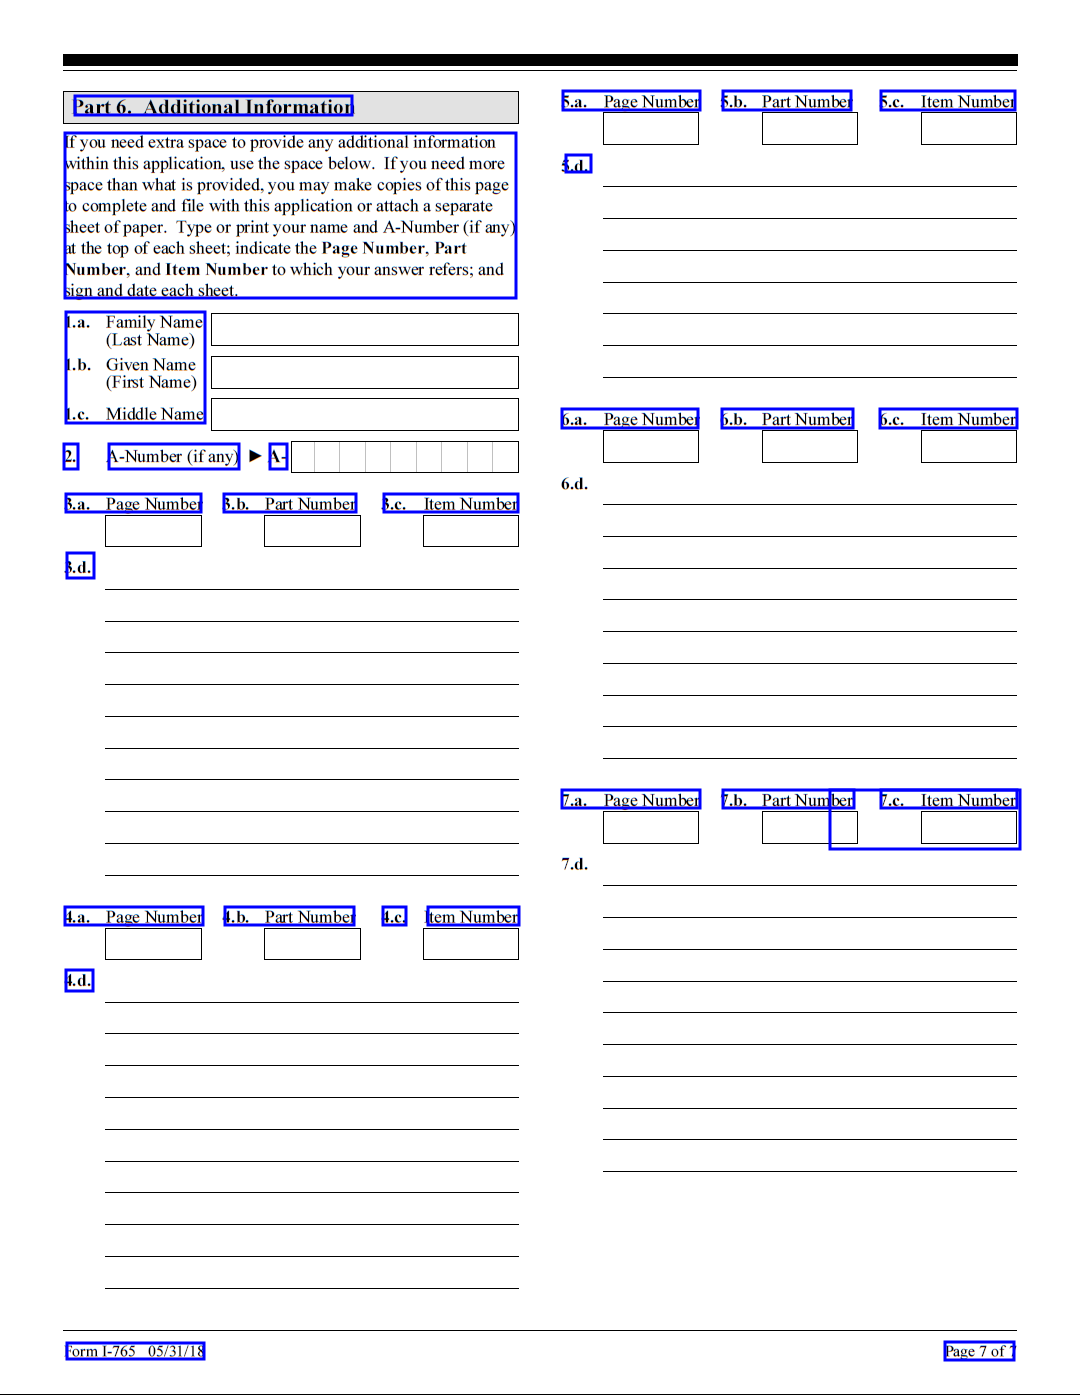 Part 6. Additional Information
If you need extra space to provide any additional information
within this application, use the space below. If you need more
space than what is provided, you may make copies of this page
to complete and file with this application or attach a separate
sheet of paper. Type or print your name and A-Number (if any)
at the top of each sheet; indicate the Page Number, Part
Number, and Item Number to which your answer refers; and
sign and date each sheet.
1.a. Family Name
(Last Name)
1.b. Given Name
(First Name)
1.c. Middle Name
2. A-Number (if any) ► A-
3.a. Page Number 3.b. Part Number 3.c. Item Number
3.d.
4.a. Page Number 4.b. Part Number 4.c. Item Number
4.d.
5.a. Page Number 5.b. Part Number 5.c. Item Number
5.d.
6.a. Page Number 6.b. Part Number 6.c. Item Number
6.d.
7.a. Page Number 7.b. Part Number 7.c. Item Number
7.d.
Form I-765 05/31/18
Page 7 of 7